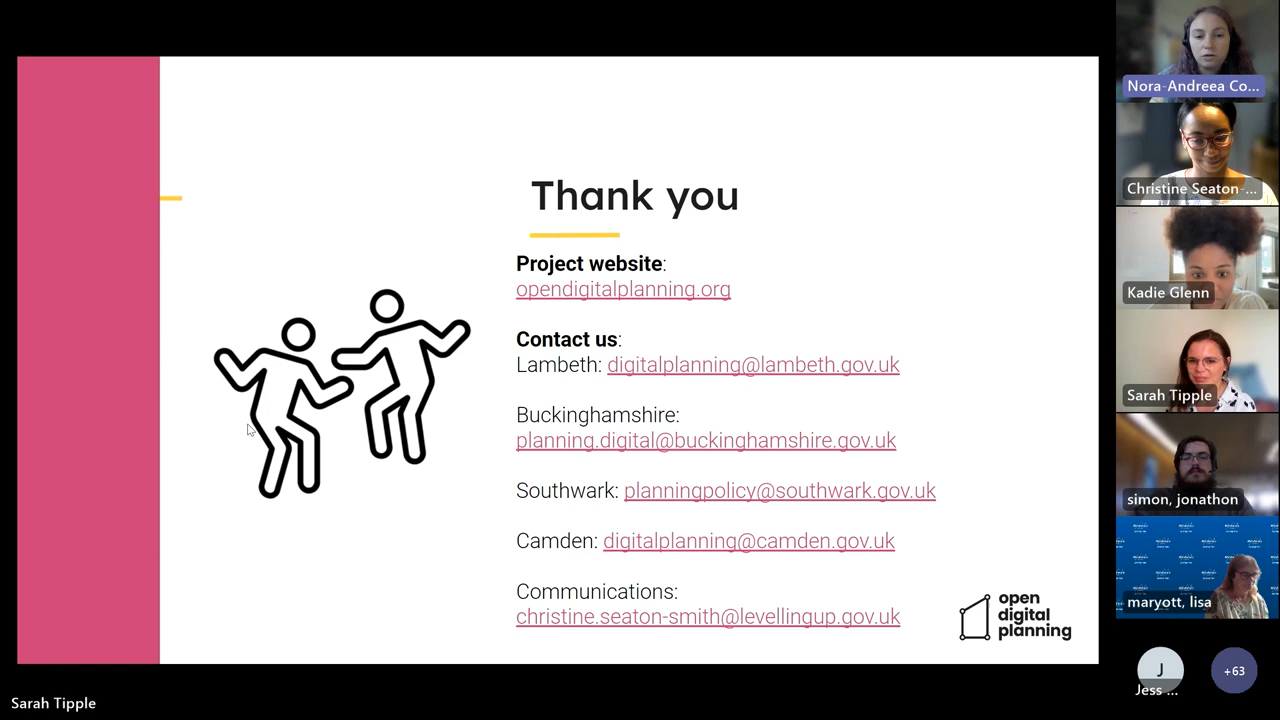 Thank you
Project website:
opendigitalplanning.org
Contact us:
Lambeth: digitalplanning@lambeth.gov.uk
Buckinghamshire:
planning.digital@buckinghamshire.gov.uk
Southwark: planningpolicy@southwark.gov.uk
Camden: digitalplanning@camden.gov.uk
Communications:
christine.seaton-smith@levellingup.gov.uk
open
digital
planning
Nora-Andreea Co...
Christine Seaton-...
Kadie Glenn
Sarah Tipple
simon, jonathon
maryott, lisa
J
Jess ...
+63
Sarah Tipple